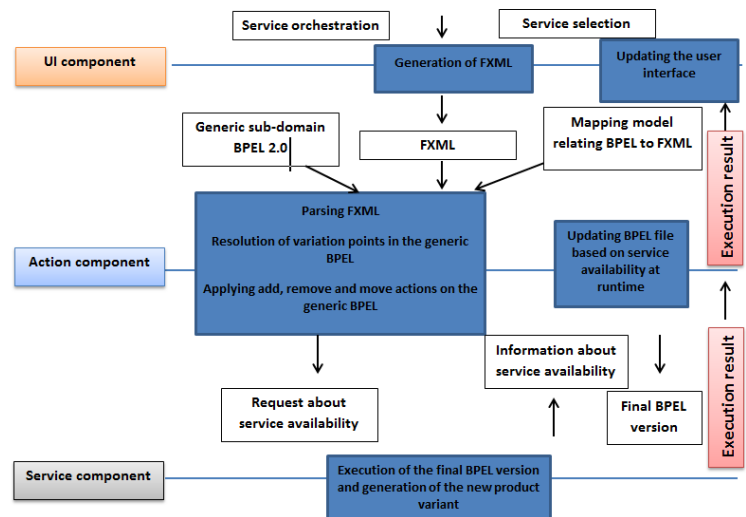 Service orchestration
Service selection
UI component
Generation of FXML
Updating the user
interface
Generic sub-domain
BPEL 2.0
FXML
Mapping model
relating BPEL to FXML
Execution result
Parsing FXML
Resolution of variation points in the generic
BPEL
Applying add, remove and move actions on the
generic BPEL
Action component
Updating BPEL file
based on service
availability at
runtime
Information about
service availability
Execution result
Request about
service availability
Final BPEL
version
Service component
Execution of the final BPEL version
and generation of the new product
variant